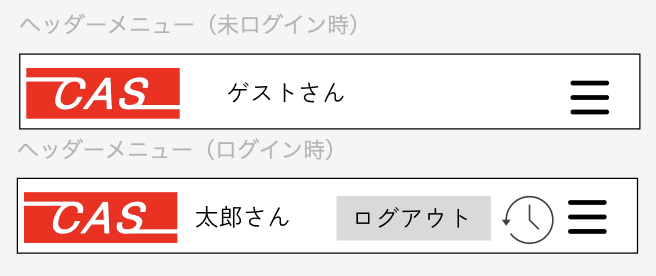 ヘッダーメニュー（未ログイン時）
CAS ゲストさん
ヘッダーメニュー（ログイン時）
CAS 太郎さん ログアウト